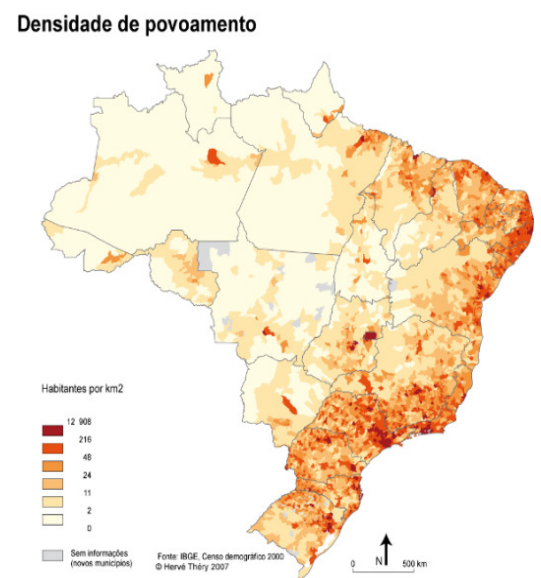 Densidade de povoamento
Habitantes por km2
12 908
216
48
24
11
2
0
Sem informações
(novos municípios)
Fonte: IBGE, Censo demográfico 2000
© Hervé Théry 2007
N
0 500 km